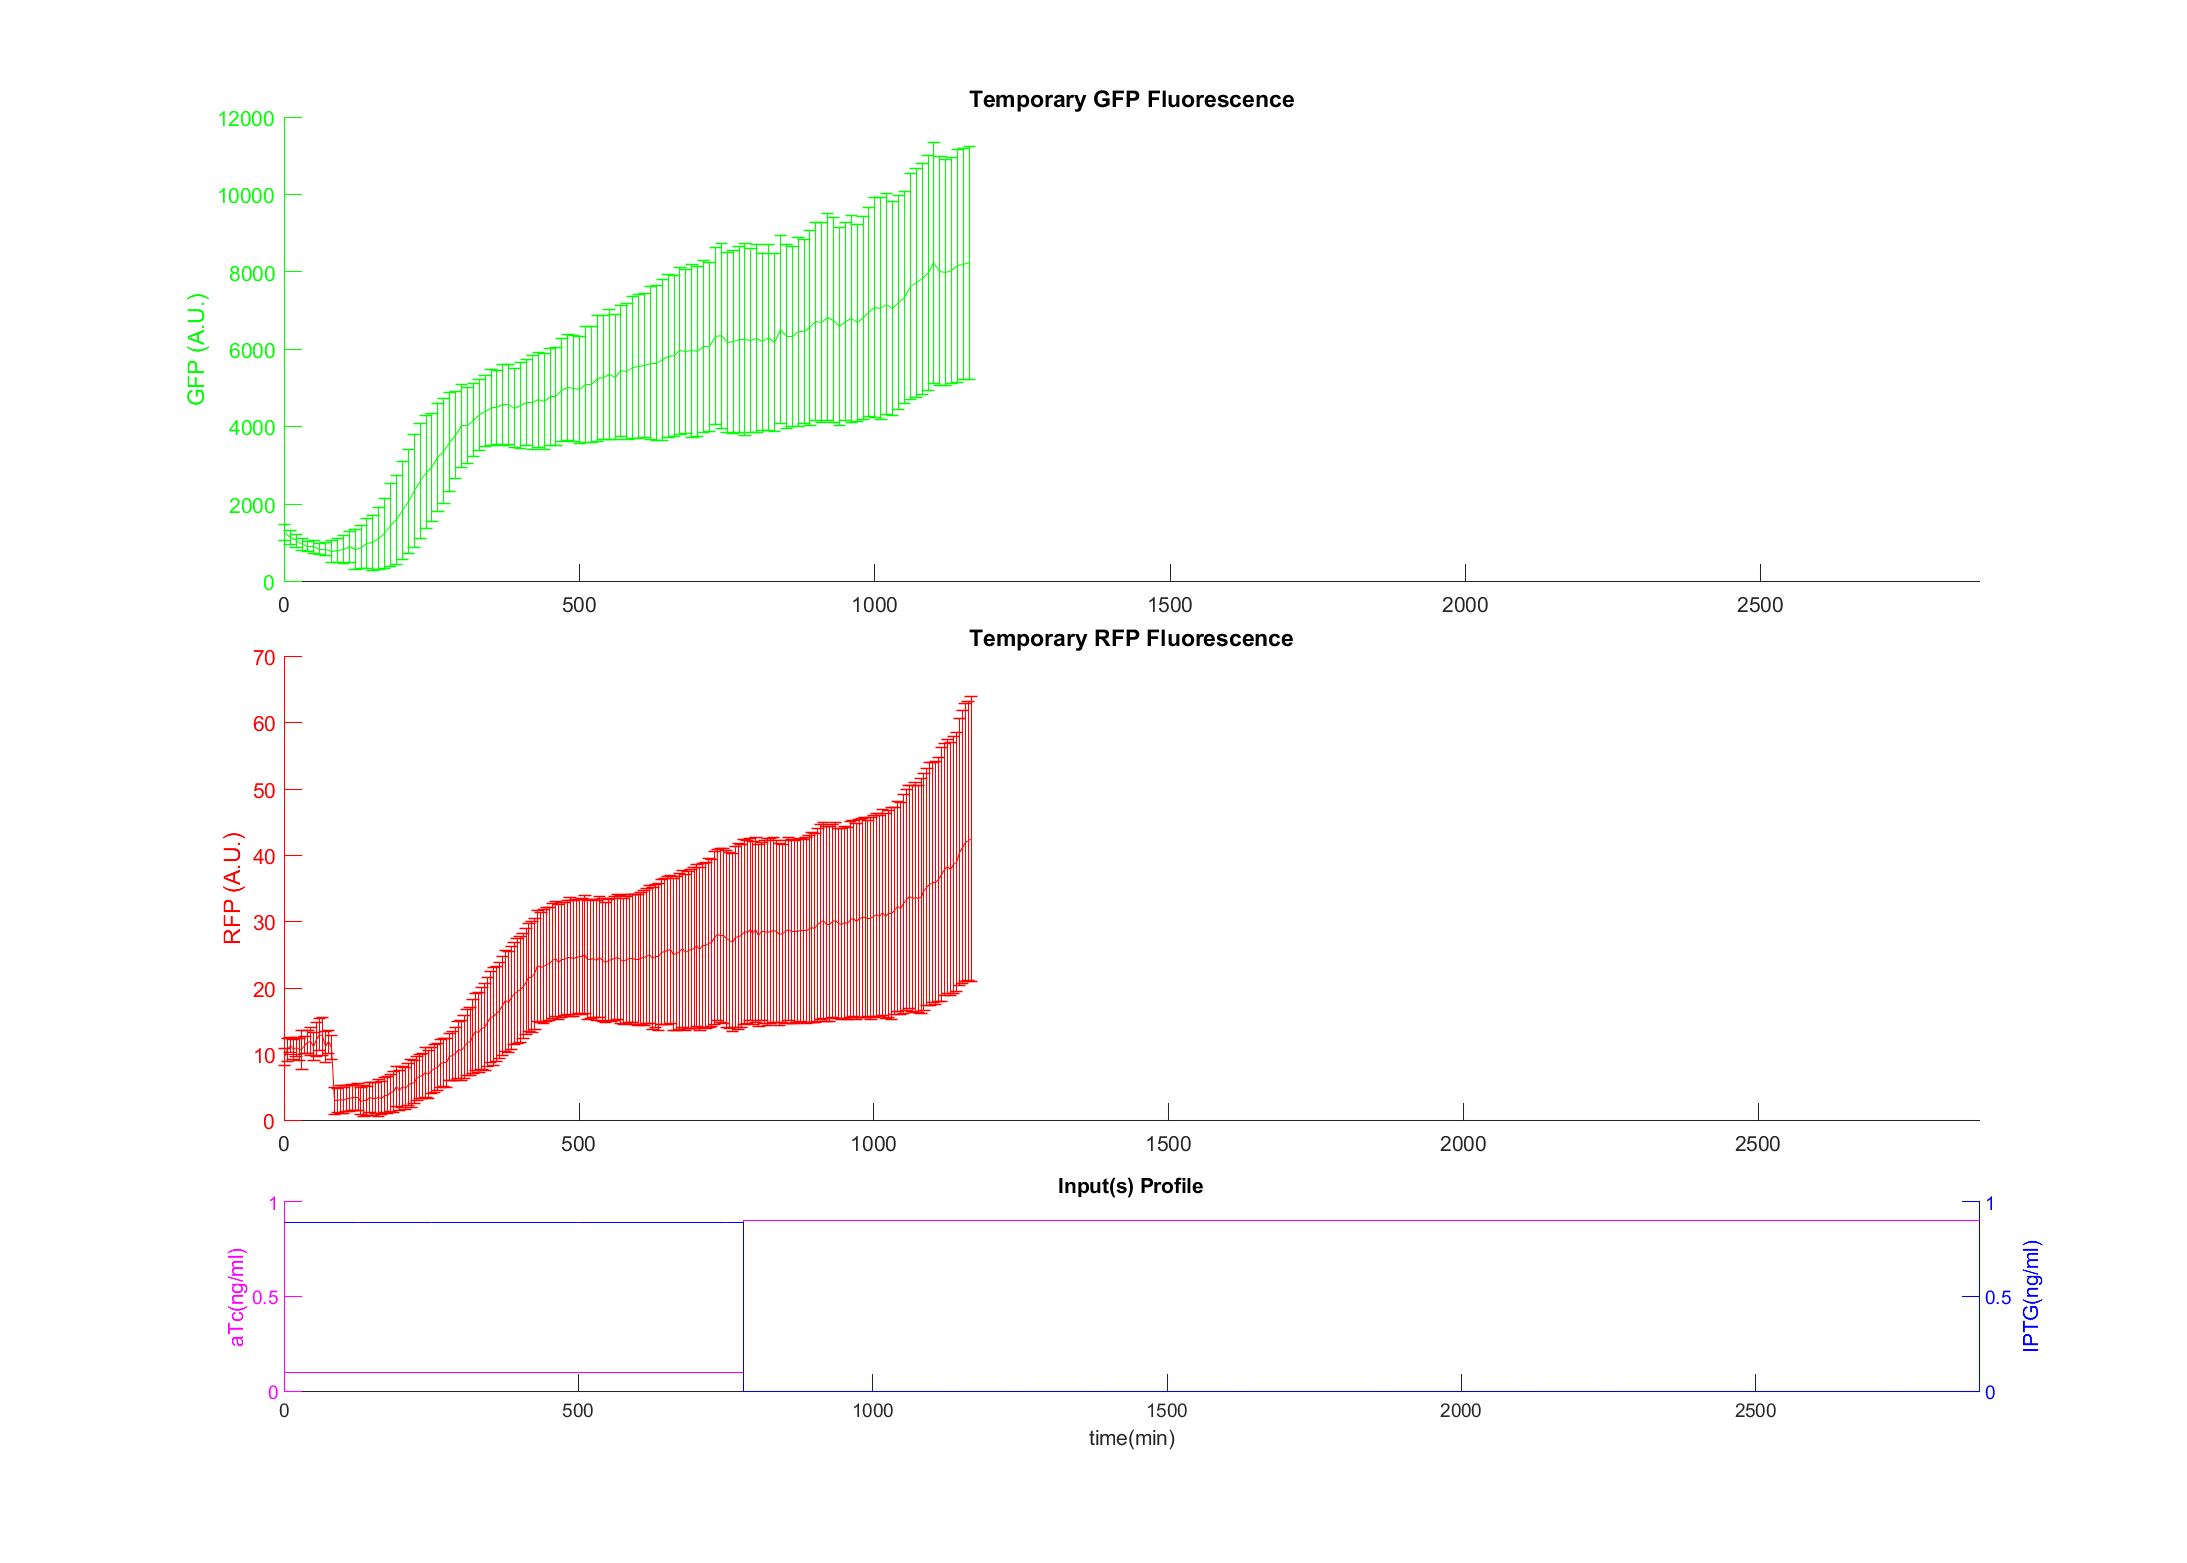 Temporary GFP Fluorescence
12000
10000
8000
6000
4000
2000
0
GFP (A.U.)
0 500 1000 1500 2000 2500
Temporary RFP Fluorescence
70
60
50
40
30
20
10
0
RFP (A.U.)
0 500 1000 1500 2000 2500
Input(s) Profile
1
0.5
0
aTc(ng/ml)
1
0.5
0
IPTG(ng/ml)
0 500 1000 1500 2000 2500
time(min)